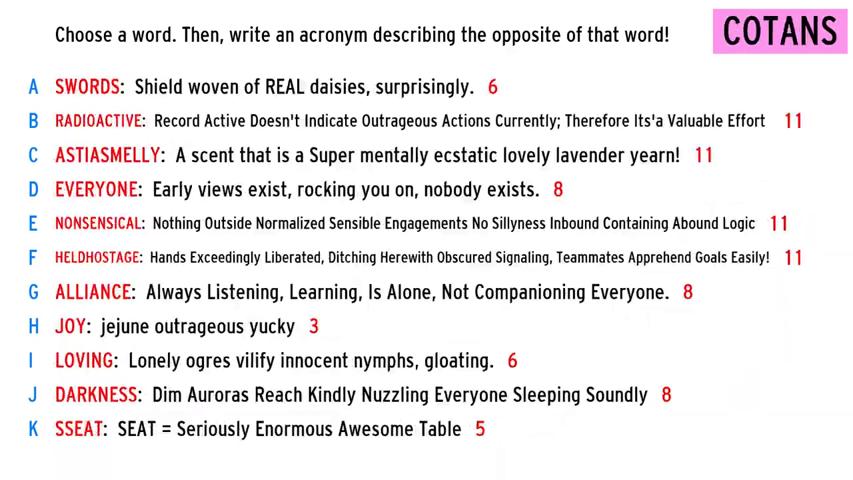 Choose a word. Then, write an acronym describing the opposite of that word!
COTANS
A SWORDS: Shield woven of REAL daisies, surprisingly. 6
B RADIOACTIVE: Record Active Doesn't Indicate Outrageous Actions Currently; Therefore Its'a Valuable Effort 11
C ASTIASMELLY: A scent that is a Super mentally ecstatic lovely lavender yearn! 11
D EVERYONE: Early views exist, rocking you on, nobody exists. 8
E NONSENSICAL: Nothing Outside Normalized Sensible Engagements No Sillyness Inbound Containing Abound Logic 11
F HELDHOSTAGE: Hands Exceedingly Liberated, Ditching Herewith Obscured Signaling, Teammates Apprehend Goals Easily! 11
G ALLIANCE: Always Listening, Learning, Is Alone, Not Companioning Everyone. 8
H JOY: jejune outrageous yucky 3
I LOVING: Lonely ogres vilify innocent nymphs, gloating. 6
J DARKNESS: Dim Auroras Reach Kindly Nuzzling Everyone Sleeping Soundly 8
K SSEAT: SEAT = Seriously Enormous Awesome Table 5